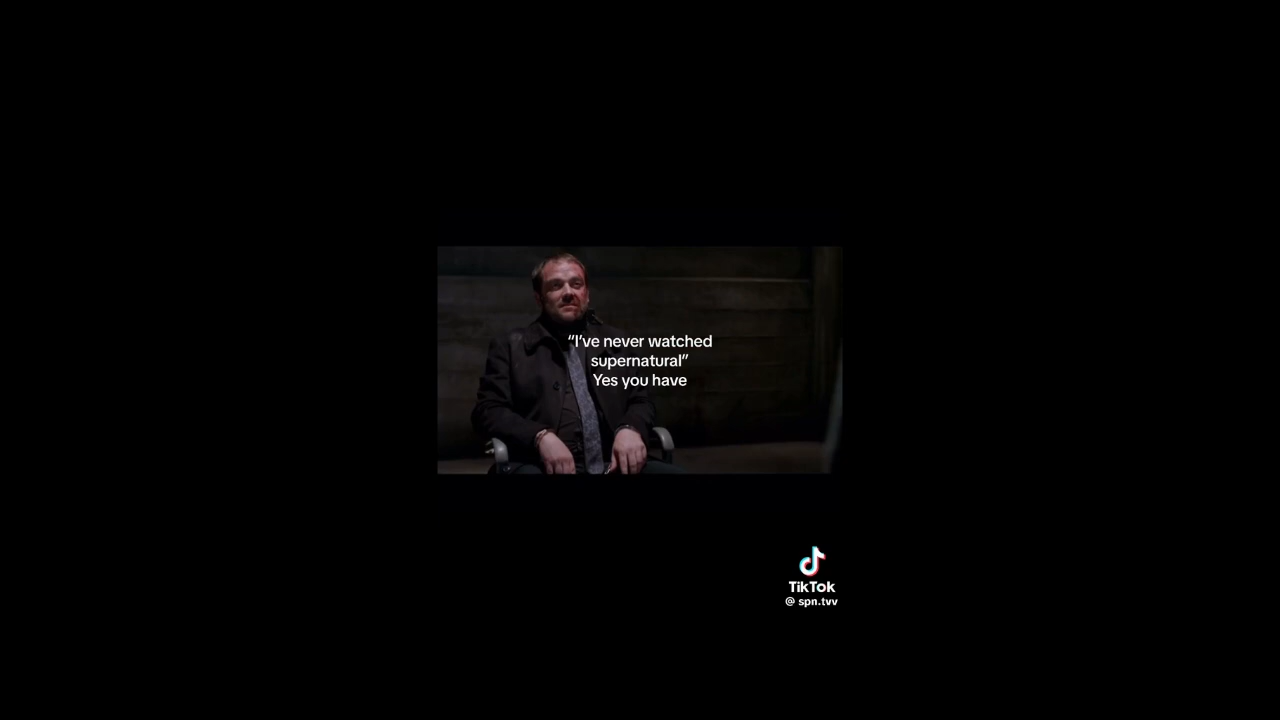 “I’ve never watched
supernatural”
Yes you have
TikTok
@ spn.tvv